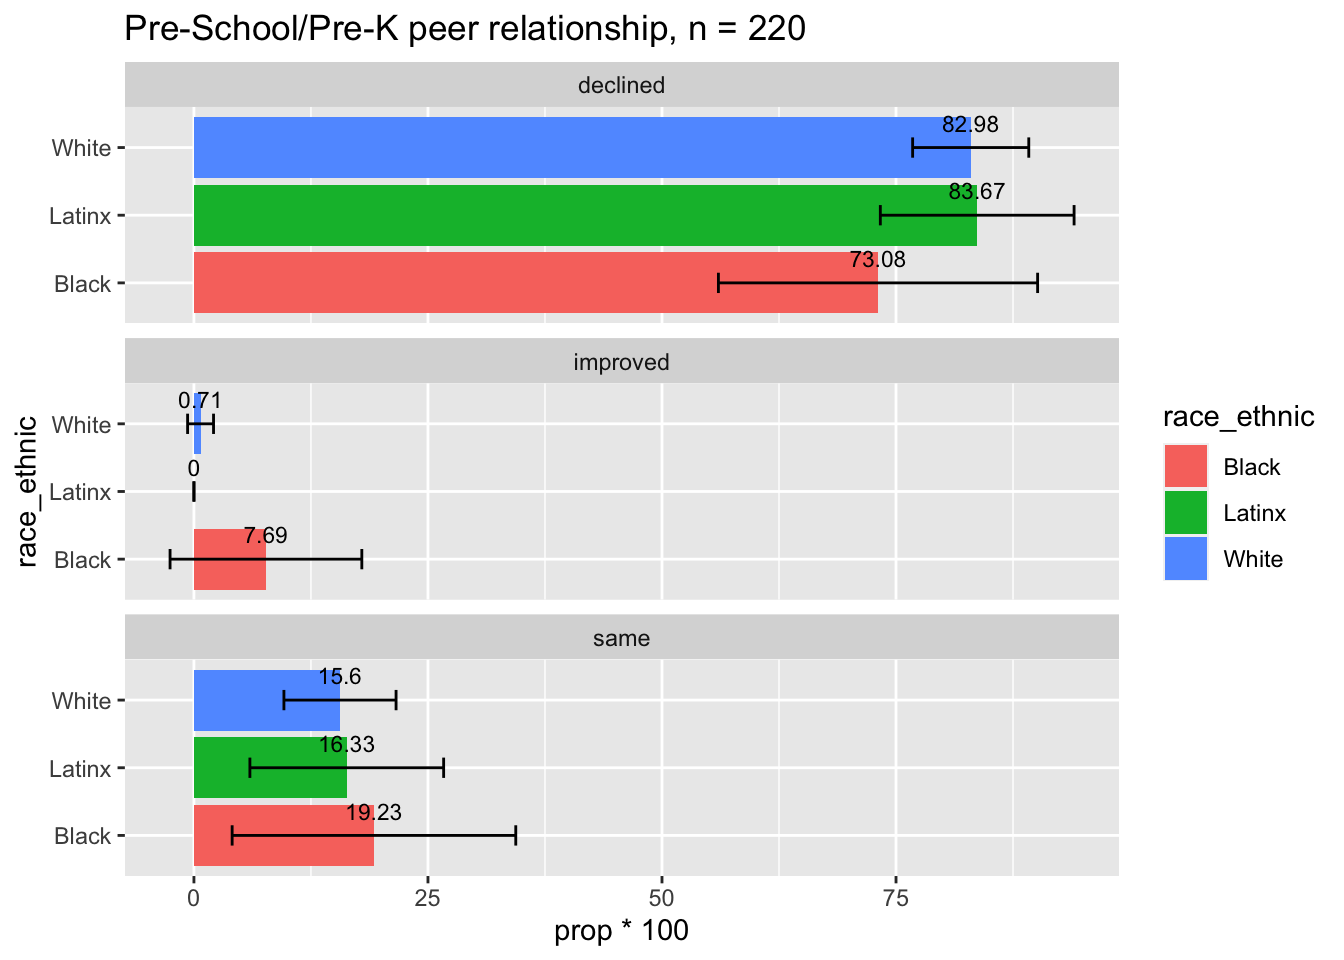 Pre-School/Pre-K peer relationship, n = 220
declined
White
82.98
Latinx
83.67
Black
73.08
improved
White
0.71
Latinx
0
Black
7.69
same
White
15.6
Latinx
16.33
Black
19.23
0 25 50 75
prop * 100
race_ethnic
race_ethnic
Black
Latinx
White